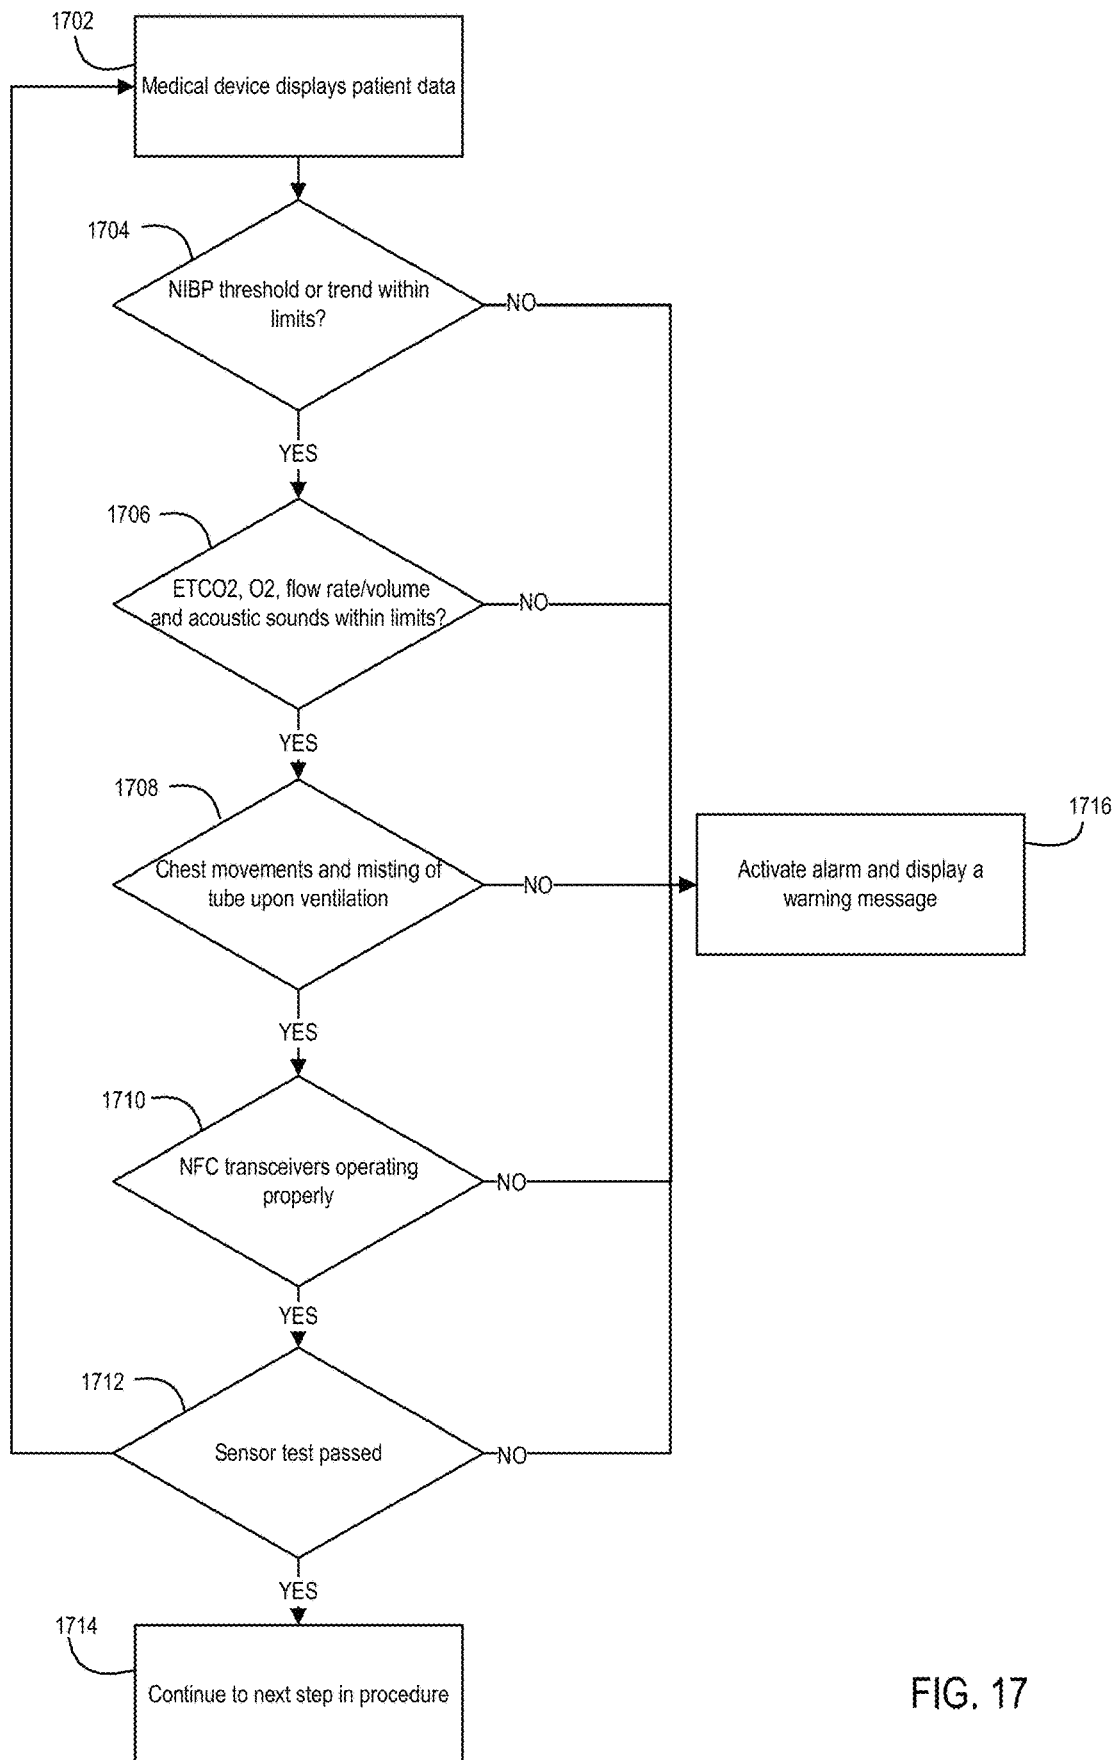 1702
Medical device displays patient data
1704
NIBP threshold or trend within
limits?
NO
YES
1706
ETCO2, O2, flow rate/volume
and acoustic sounds within limits?
NO
YES
1708
Chest movements and misting of
tube upon ventilation
NO
1716
Activate alarm and display a
warning message
YES
1710
NFC transceivers operating
properly
NO
YES
1712
Sensor test passed
NO
YES
1714
Continue to next step in procedure
FIG. 17